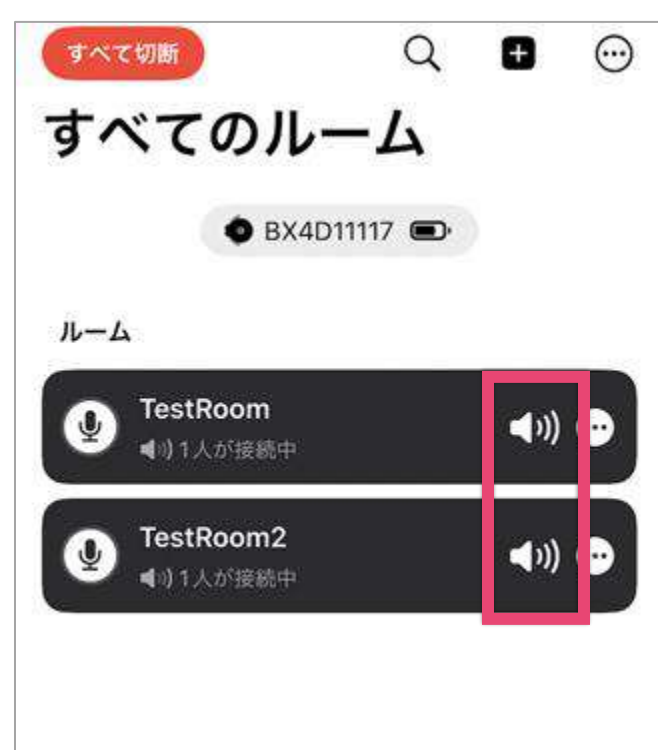 すべて切断
すべてのルーム
BX4D11117
ルーム
TestRoom
1人が接続中
TestRoom2
1人が接続中